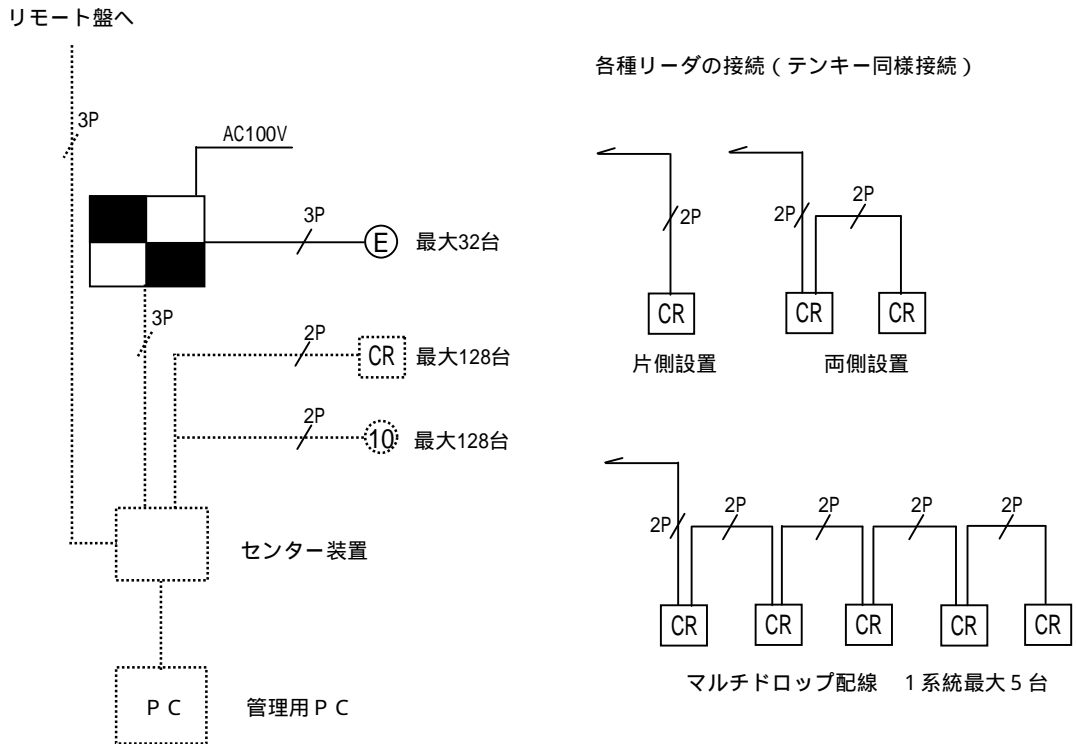 リモート盤へ
3P
AC100V
3P
E 最大32台
3P
2P
CR 最大128台
2P
10 最大128台
センター装置
ＰＣ 管理用ＰＣ
各種リーダの接続（テンキー同様接続）
2P
2P
2P
CR
CR
CR
片側設置
両側設置
2P
2P
2P
2P
2P
CR
CR
CR
CR
CR
マルチドロップ配線　１系統最大５台